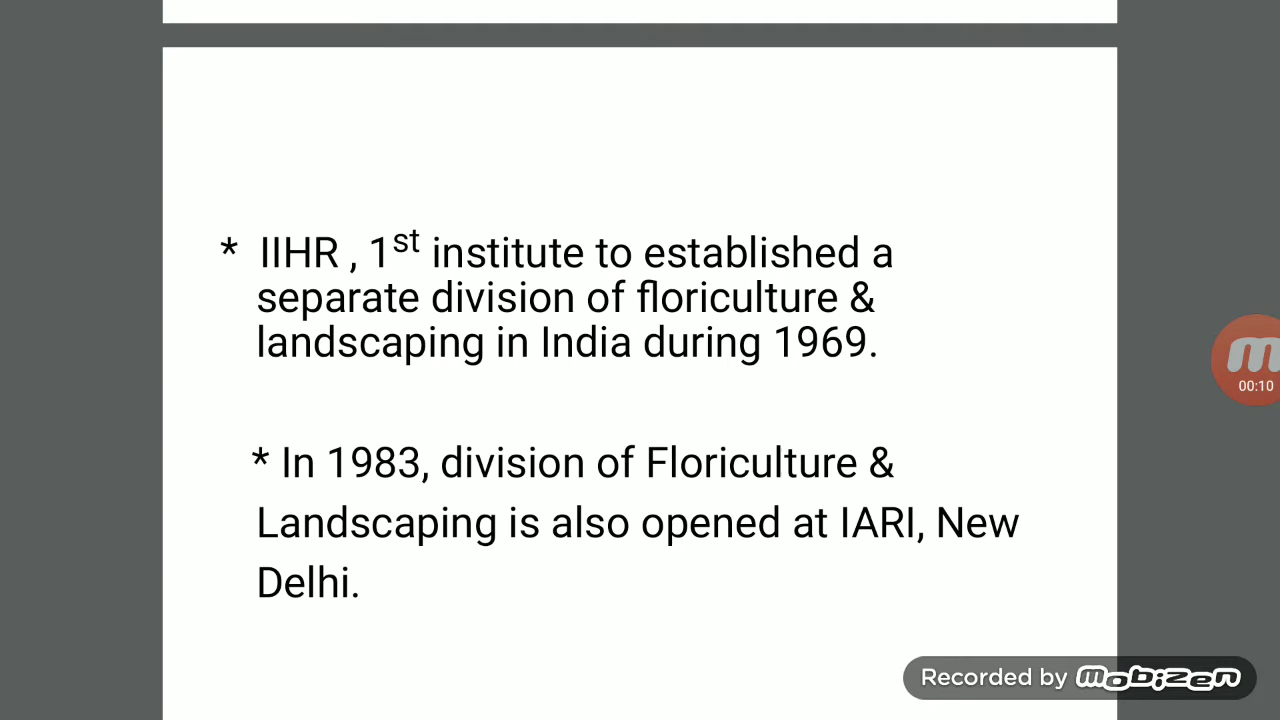 * IIHR , 1st institute to established a
separate division of floriculture &
landscaping in India during 1969.
* In 1983, division of Floriculture &
Landscaping is also opened at IARI, New
Delhi.
m
00:10
Recorded by mobizen